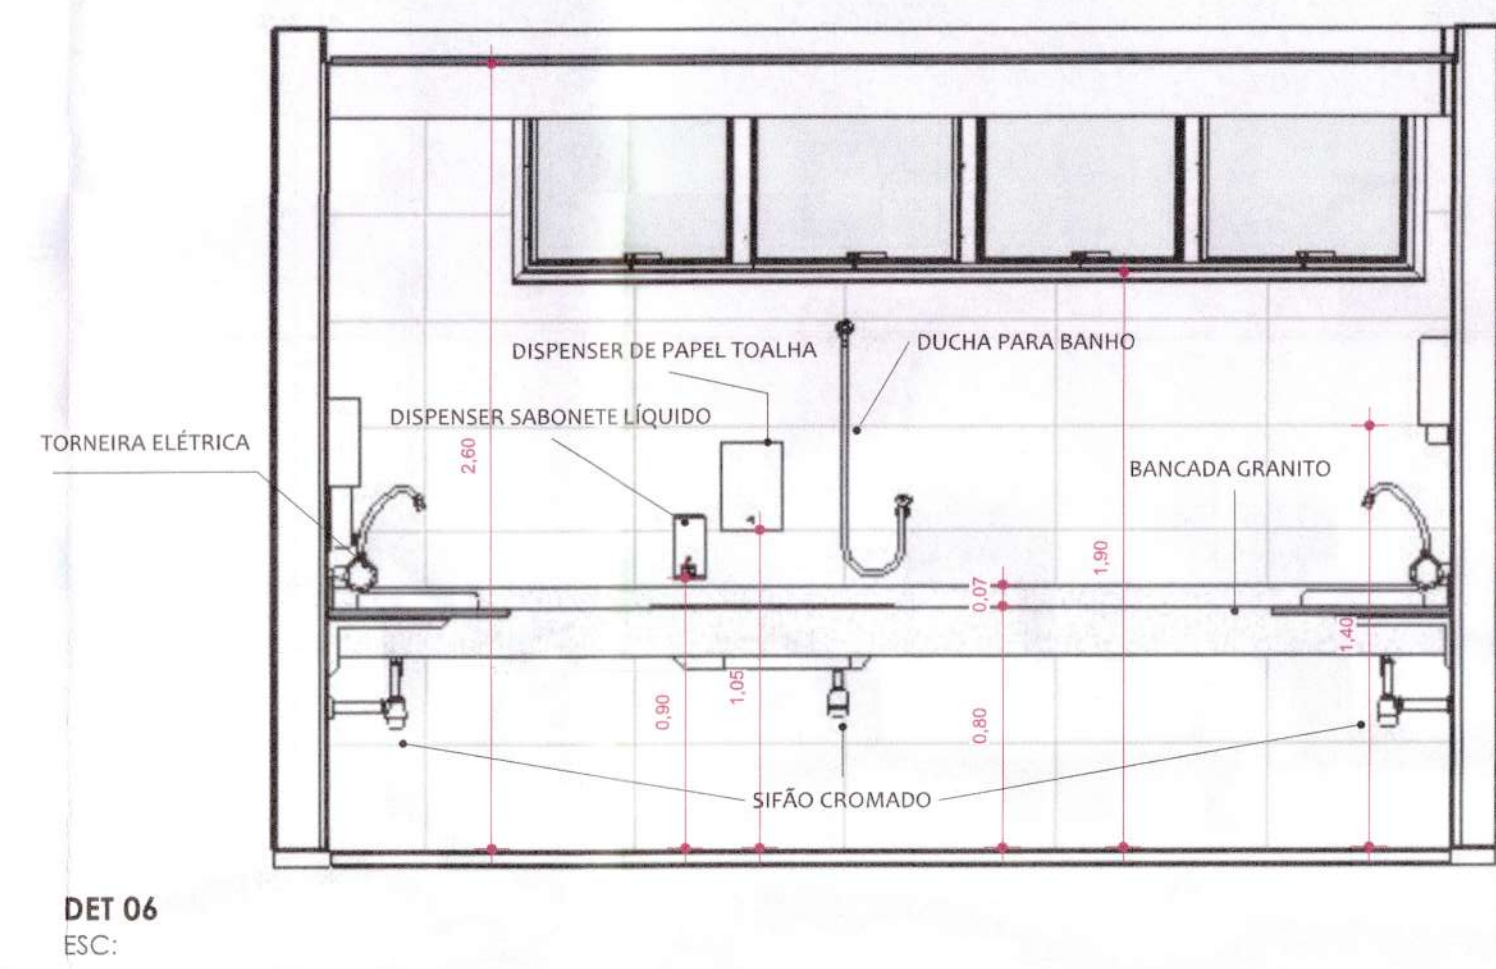 DISPENSER DE PAPEL TOALHA
DUCHA PARA BANHO
DISPENSER SABONETE LÍQUIDO
TORNEIRA ELÉTRICA
2,60
BANCADA GRANITO
1,90
0,07
1,40
1,05
0,90
0,80
SIFÃO CROMADO
DET 06
ESC: